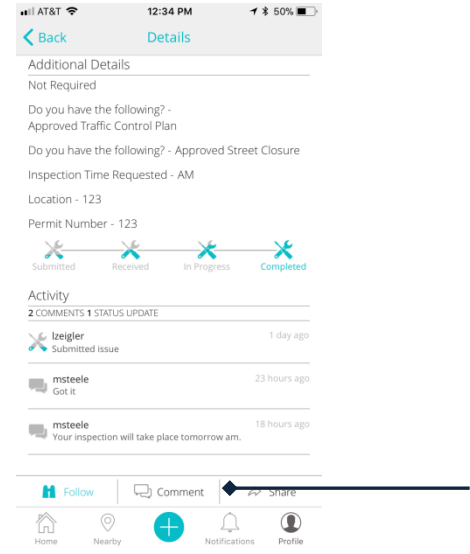 AT&T 12:34 PM 50%
Back Details
Additional Details
Not Required
Do you have the following? -
Approved Traffic Control Plan
Do you have the following? - Approved Street Closure
Inspection Time Requested - AM
Location - 123
Permit Number - 123
Submitted Received In Progress Completed
Activity
2 COMMENTS 1 STATUS UPDATE
lzeigler 1 day ago
Submitted issue
msteele 23 hours ago
Got it
msteele 18 hours ago
Your inspection will take place tomorrow am.
Follow Comment Share
Home Nearby Notifications Profile